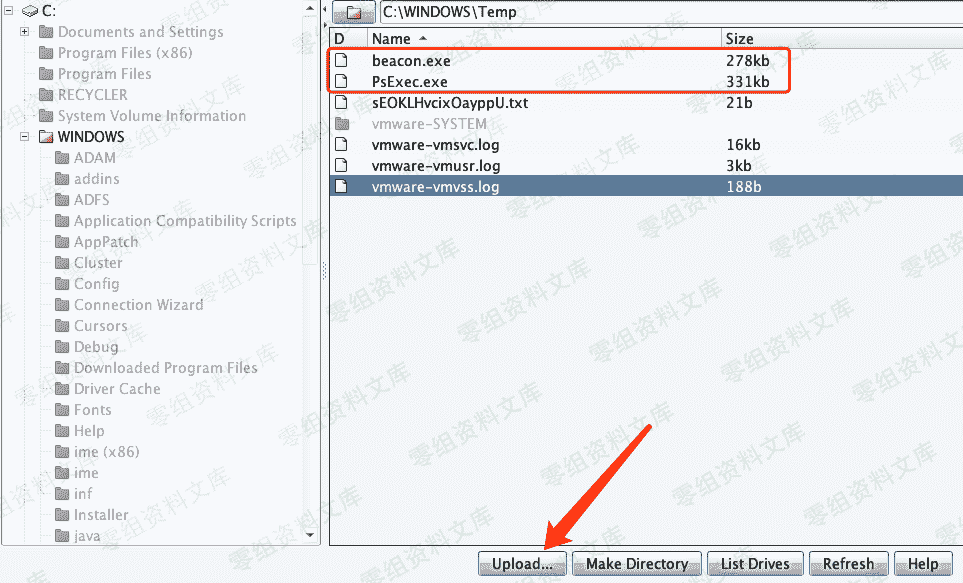 C:
Documents and Settings
Program Files (x86)
Program Files
RECYCLER
System Volume Information
WINDOWS
ADAM
addins
ADFS
Application Compatibility Scripts
AppPatch
Cluster
Config
Connection Wizard
Cursors
Debug
Downloaded Program Files
Driver Cache
Fonts
Help
ime (x86)
ime
inf
Installer
java
C:\WINDOWS\Temp
D Name Size
beacon.exe 278kb
PsExec.exe 331kb
sEOKLHvcixOayppU.txt 21b
vmware-SYSTEM
vmware-vmsvc.log 16kb
vmware-vmusr.log 3kb
vmware-vmvss.log 188b
Upload... Make Directory List Drives Refresh Help
零组资料文库